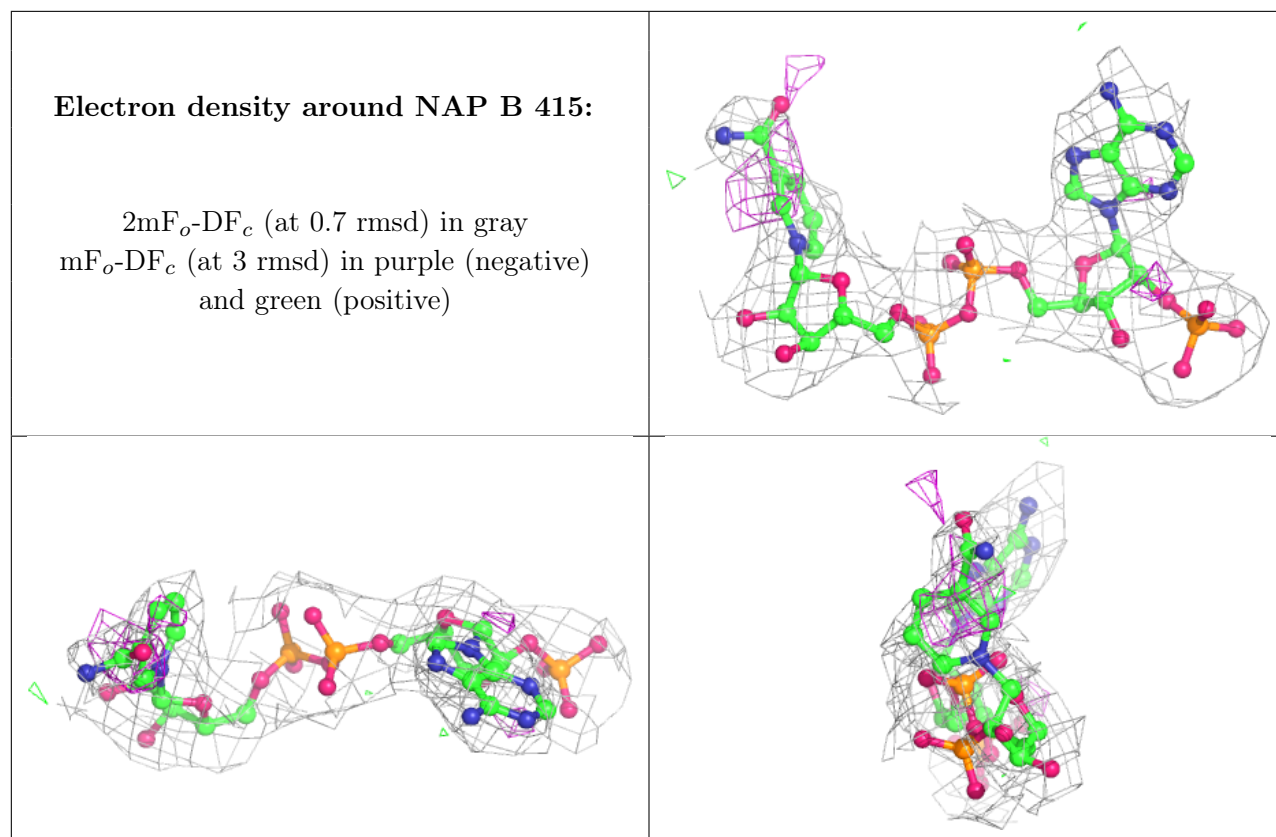 Electron density around NAP B 415:
2mFo-DFc (at 0.7 rmsd) in gray
mFo-DFc (at 3 rmsd) in purple (negative)
and green (positive)